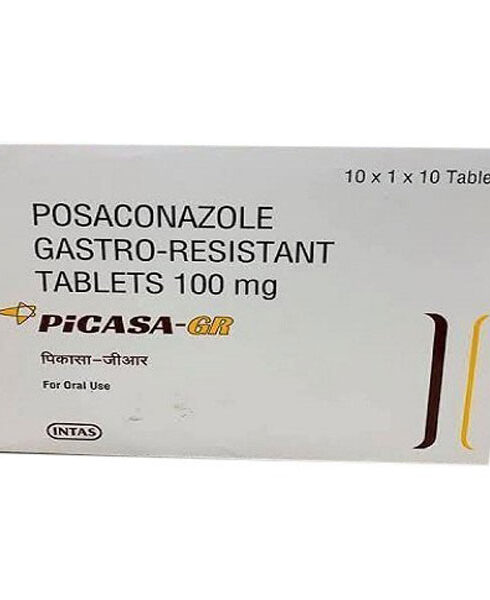 10 x 1 x 10 Table
POSACONAZOLE
GASTRO-RESISTANT
TABLETS 100 mg
PiCASA-GR
पिकासा-जीआर
For Oral Use
INTAS